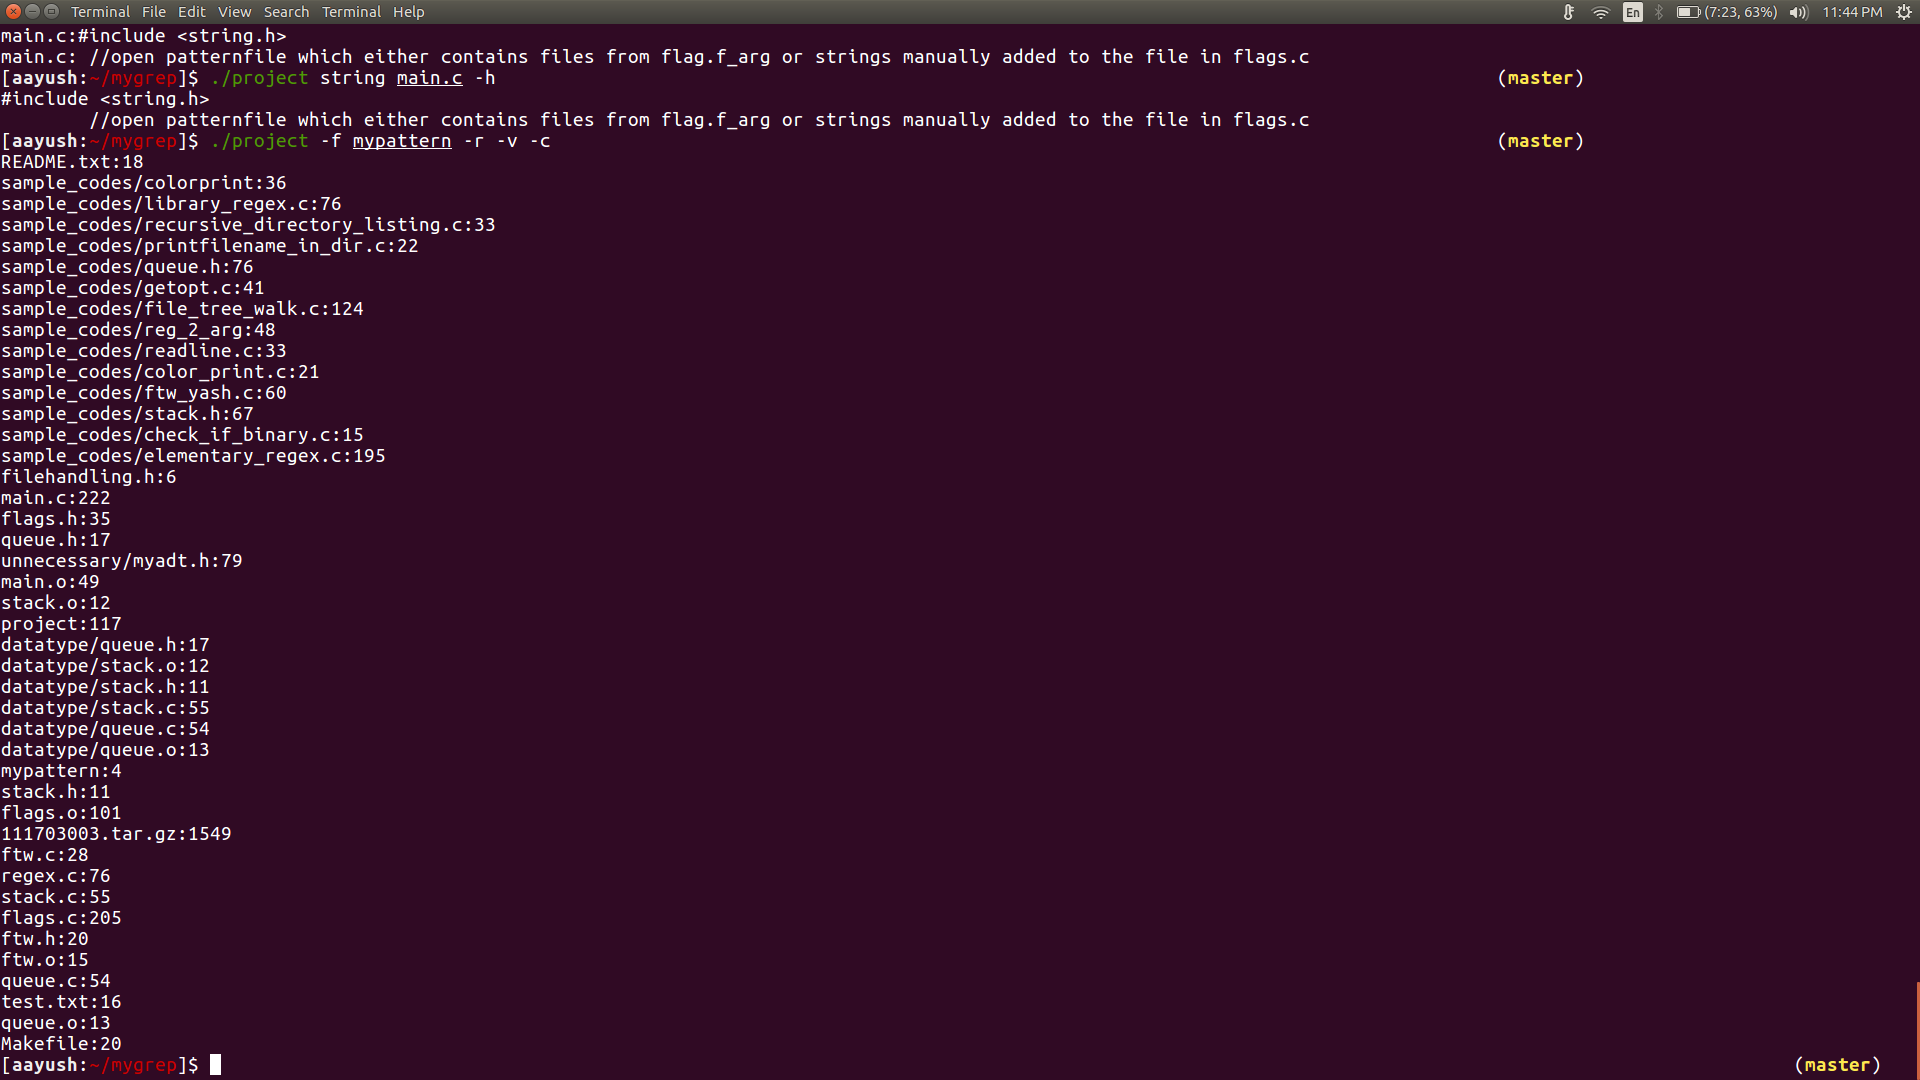 Terminal File Edit View Search Terminal Help En (7:23, 63%) 11:44 PM
main.c:#include <string.h>
main.c: //open patternfile which either contains files from flag.f_arg or strings manually added to the file in flags.c
[aayush:~/mygrep]$ ./project string main.c -h (master)
#include <string.h>
//open patternfile which either contains files from flag.f_arg or strings manually added to the file in flags.c
[aayush:~/mygrep]$ ./project -f mypattern -r -v -c (master)
README.txt:18
sample_codes/colorprint:36
sample_codes/library_regex.c:76
sample_codes/recursive_directory_listing.c:33
sample_codes/printfilename_in_dir.c:22
sample_codes/queue.h:76
sample_codes/getopt.c:41
sample_codes/file_tree_walk.c:124
sample_codes/reg_2_arg:48
sample_codes/readline.c:33
sample_codes/color_print.c:21
sample_codes/ftw_yash.c:60
sample_codes/stack.h:67
sample_codes/check_if_binary.c:15
sample_codes/elementary_regex.c:195
filehandling.h:6
main.c:222
flags.h:35
queue.h:17
unnecessary/myadt.h:79
main.o:49
stack.o:12
project:117
datatype/queue.h:17
datatype/stack.o:12
datatype/stack.h:11
datatype/stack.c:55
datatype/queue.c:54
datatype/queue.o:13
mypattern:4
stack.h:11
flags.o:101
111703003.tar.gz:1549
ftw.c:28
regex.c:76
stack.c:55
flags.c:205
ftw.h:20
ftw.o:15
queue.c:54
test.txt:16
queue.o:13
Makefile:20
[aayush:~/mygrep]$ (master)